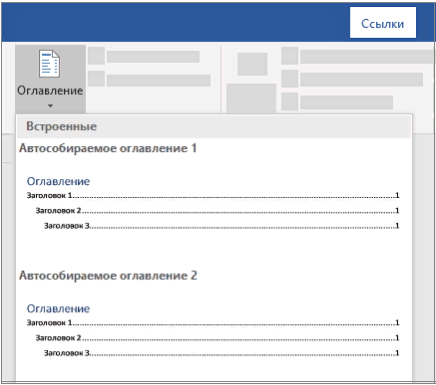 Ссылки
Оглавление
Встроенные
Автособираемое оглавление 1
Оглавление
Заголовок 1..........1
Заголовок 2..........1
Заголовок 3..........1
Автособираемое оглавление 2
Оглавление
Заголовок 1..........1
Заголовок 2..........1
Заголовок 3..........1